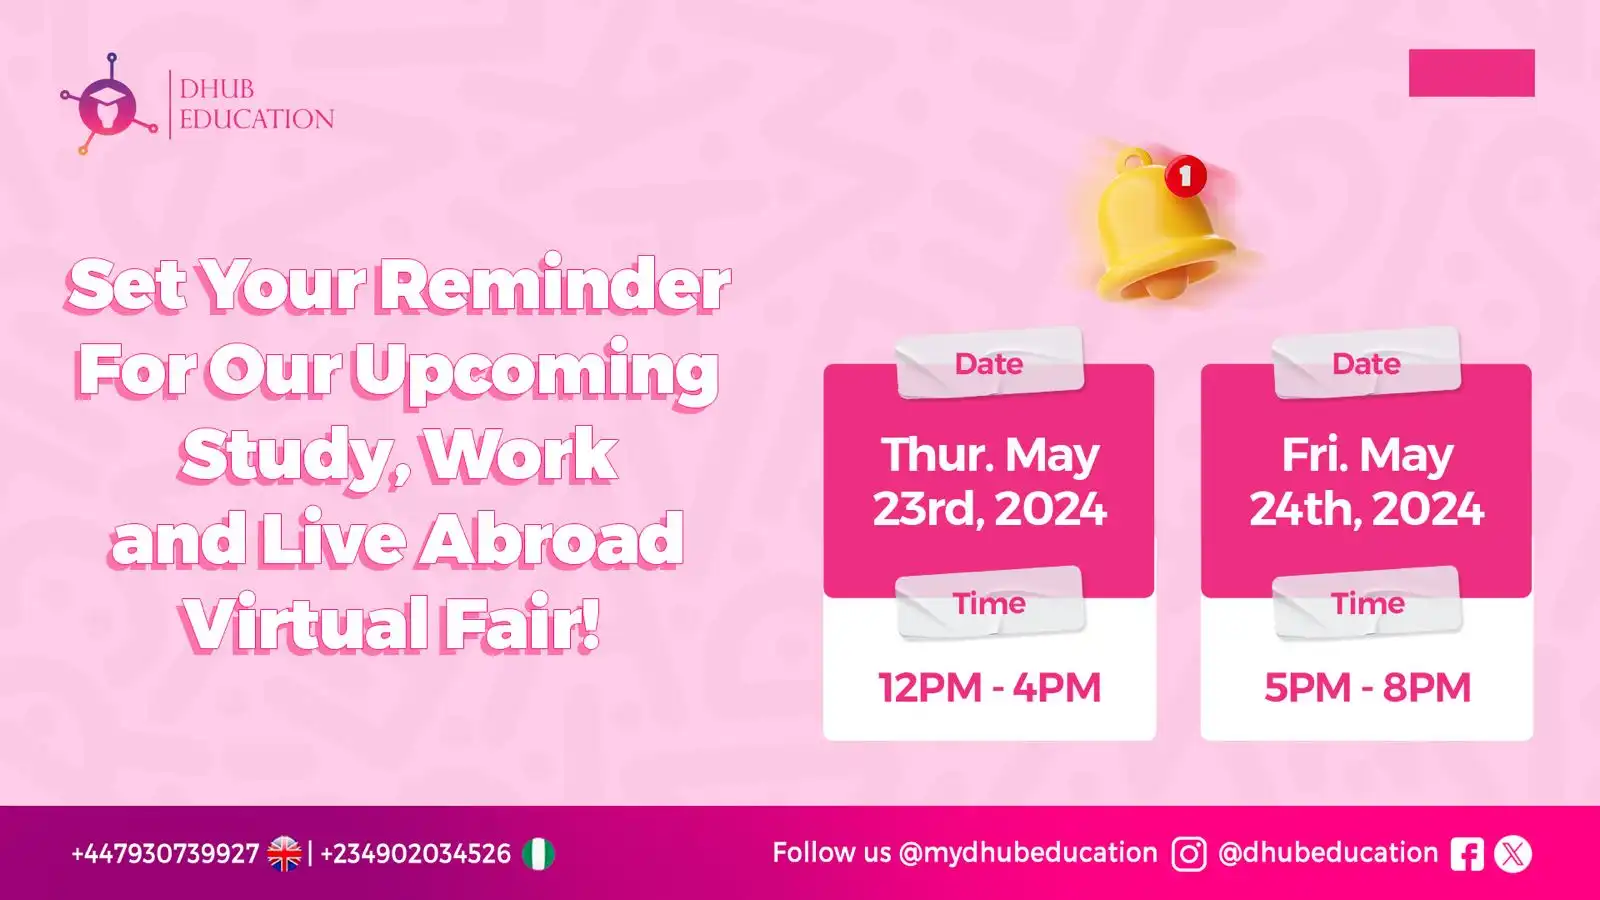 DHUB
EDUCATION
1
Set Your Reminder
For Our Upcoming
Study, Work
and Live Abroad
Virtual Fair!
Date
Thur. May
23rd, 2024
Time
12PM - 4PM
Date
Fri. May
24th, 2024
Time
5PM - 8PM
+447930739927 | +234902034526
Follow us @mydhubeducation @dhubeducation